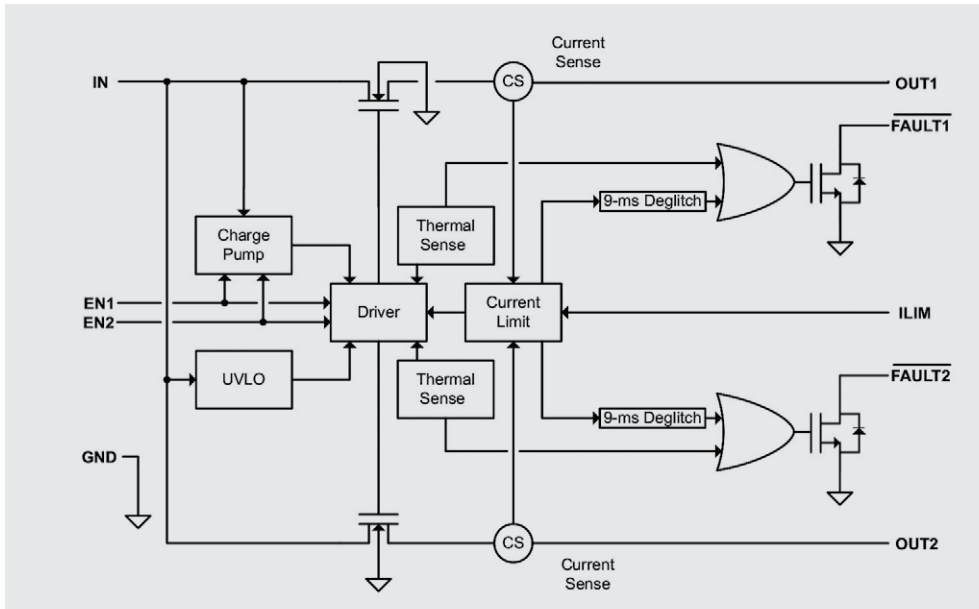 Current
Sense
IN
CS
OUT1
FAULT1
9-ms Deglitch
Thermal
Sense
Charge
Pump
EN1
EN2
Driver
Current
Limit
ILIM
UVLO
Thermal
Sense
FAULT2
9-ms Deglitch
GND
CS
OUT2
Current
Sense